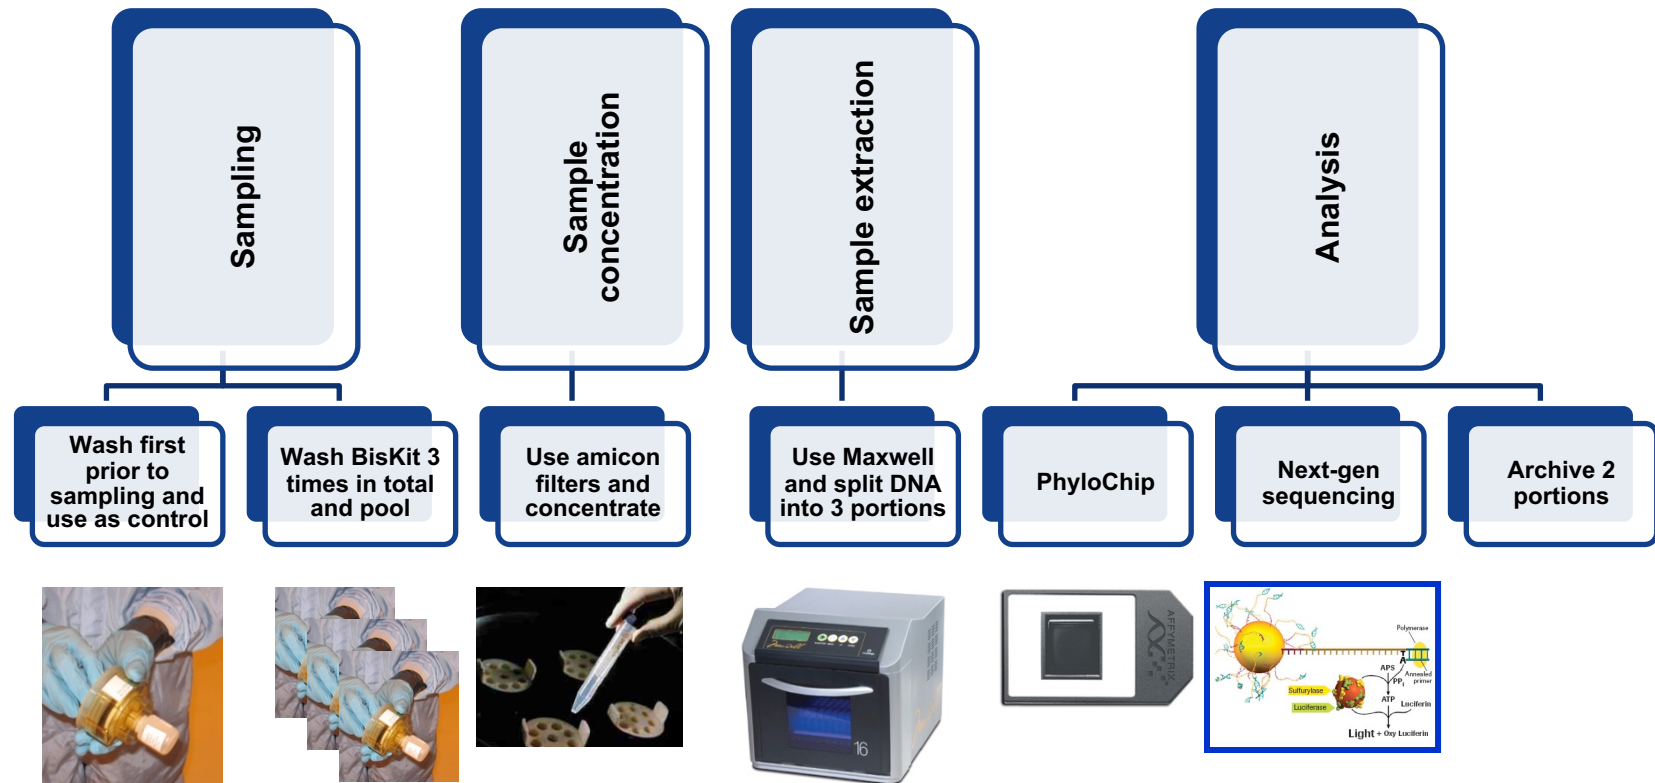 Sampling
Sample
concentration
Sample extraction
Analysis
Wash first
prior to
sampling and
use as control
Wash BisKit 3
times in total
and pool
Use amicon
filters and
concentrate
Use Maxwell
and split DNA
into 3 portions
PhyloChip
Next-gen
sequencing
Archive 2
portions
16
AFFYMETRIX
Polymerase
A
Annealed
primer
APS
PPi
Sulfurylase
ATP
Luciferase
Luciferin
Light + Oxy Luciferin